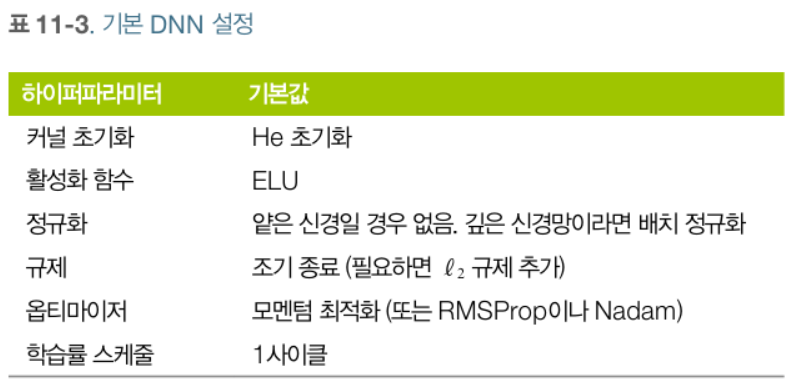 표 11-3. 기본 DNN 설정
하이퍼파라미터 기본값
커널 초기화 He 초기화
활성화 함수 ELU
정규화 얕은 신경일 경우 없음. 깊은 신경망이라면 배치 정규화
규제 조기 종료 (필요하면 ℓ₂ 규제 추가)
옵티마이저 모멘텀 최적화 (또는 RMSProp이나 Nadam)
학습률 스케줄 1사이클